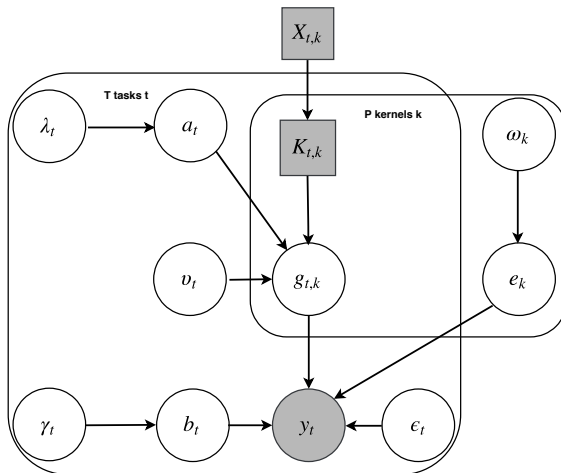 X_{t,k}
T tasks t
P kernels k
λ_t
a_t
K_{t,k}
ω_k
υ_t
g_{t,k}
e_k
γ_t
b_t
y_t
ϵ_t